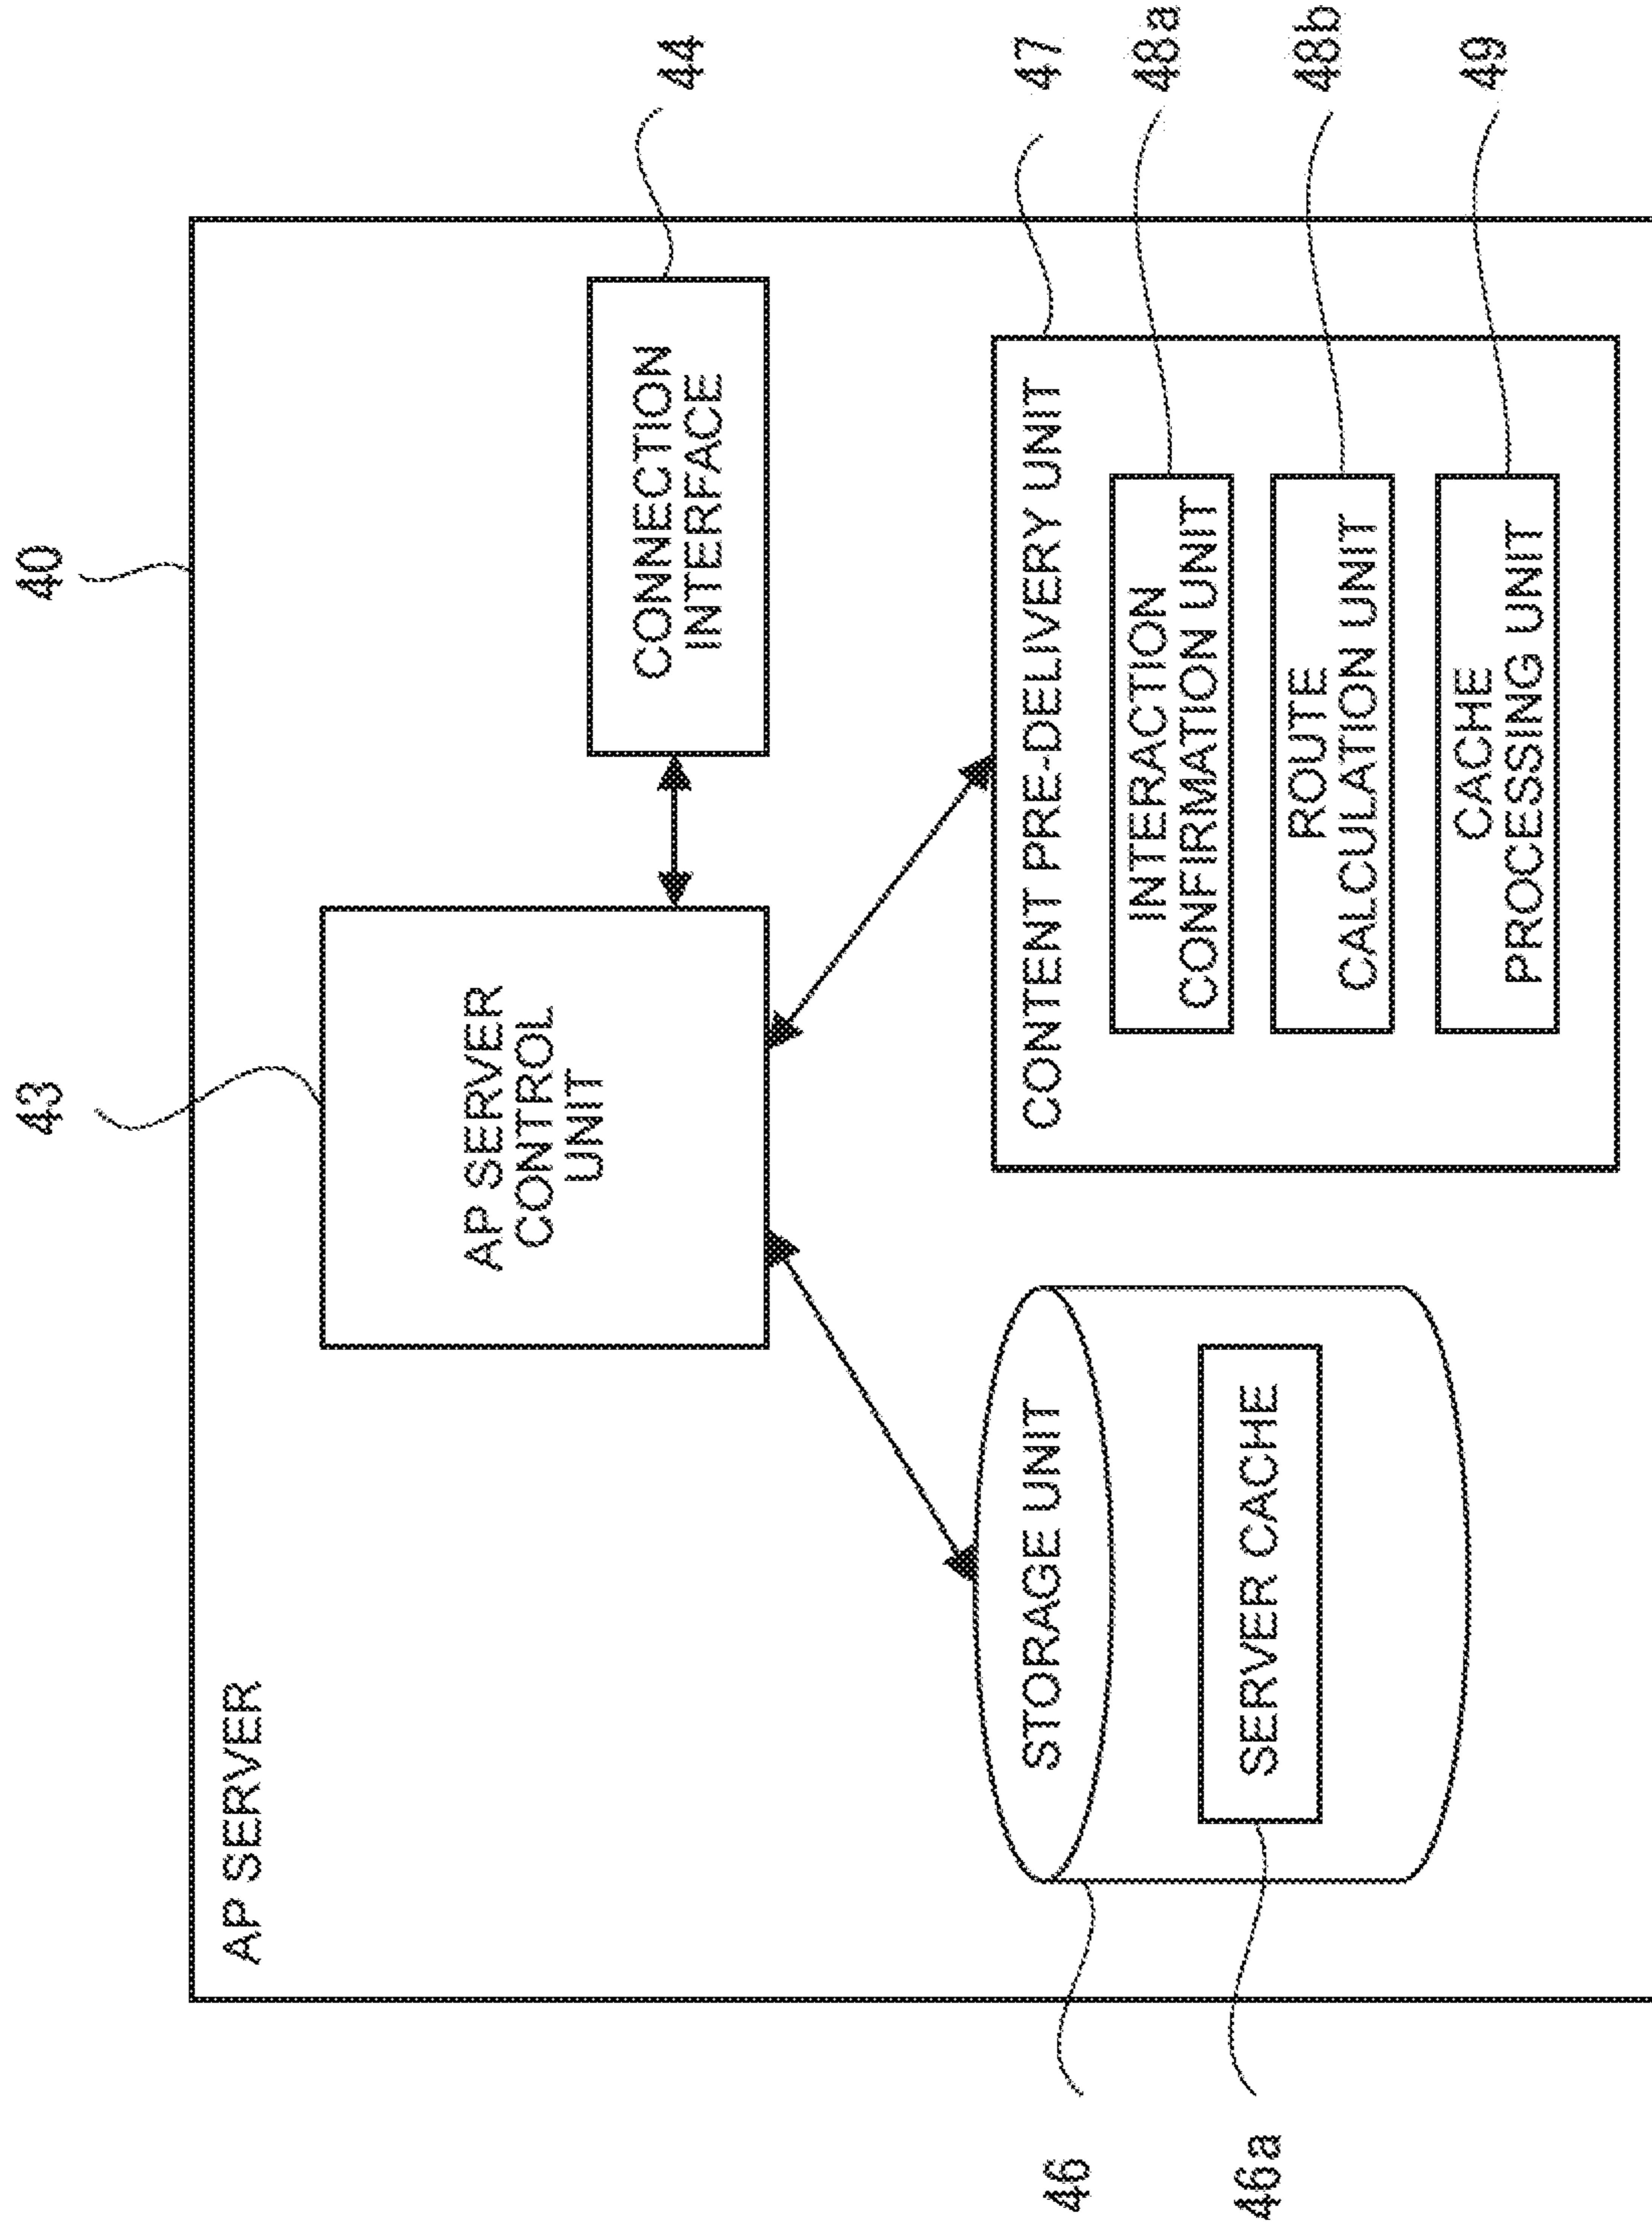 40
43
AP SERVER
AP SERVER
CONTROL
UNIT
CONNECTION
INTERFACE
44
STORAGE UNIT
SERVER CACHE
46
46a
CONTENT PRE-DELIVERY UNIT
47
INTERACTION
CONFIRMATION UNIT
48a
ROUTE
CALCULATION UNIT
48b
CACHE
PROCESSING UNIT
49